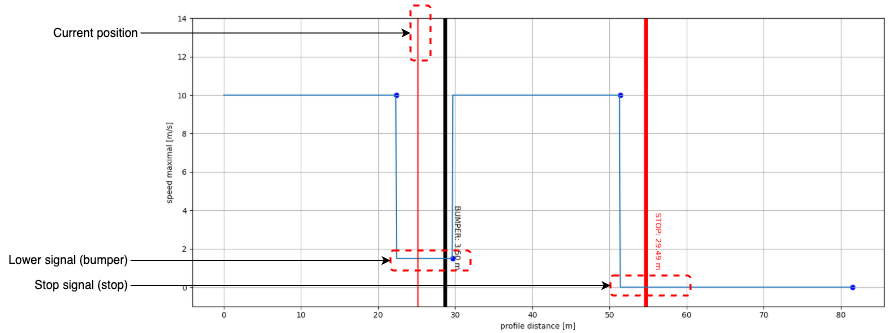 Current position
Lower signal (bumper)
Stop signal (stop)
speed maximal [m/s]
14
12
10
8
6
4
2
0
BUMPER: 3.50 m
STOP: 29.49 m
0
10
20
30
40
50
60
70
80
profile distance [m]